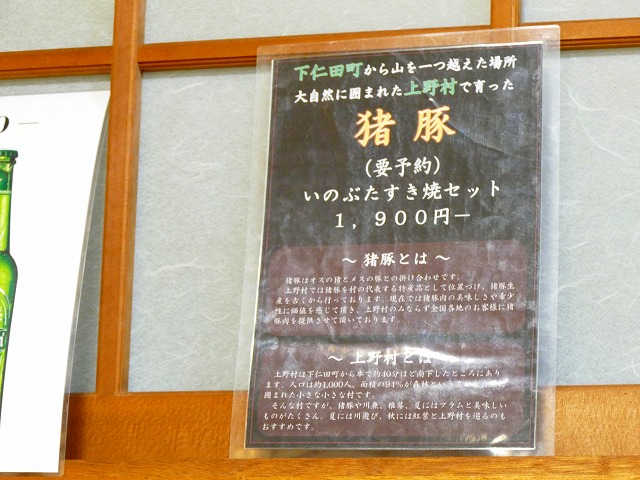 下仁田町から山を一つ越えた場所
大自然に囲まれた上野村で育った
猪豚
(要予約)
いのぶたすき焼セット
1,900円−
～ 猪豚とは ～
猪豚はオスの猪とメスの豚との掛け合わせです。
上野村では猪豚を村の代表する特産品として位置づけ、猪豚生
産を古くから行っております。現在では猪豚肉の美味しさや希少
性に価値を感じて頂き、上野村のみならず全国各地のお客様に猪
豚肉を提供させて頂いております
～ 上野村とは
上野村は下仁田町から車で約40分ほど南下したところにあり
ます。人口は約1,000人、面積の94%が森林という
囲まれた小さな小さな村です。
そんな村ですが、猪豚や川魚、椎茸、夏にはプラムと美味しい
ものがたくさん。夏には川遊び、秋には紅葉と上野村を巡るのも
おすすめです。